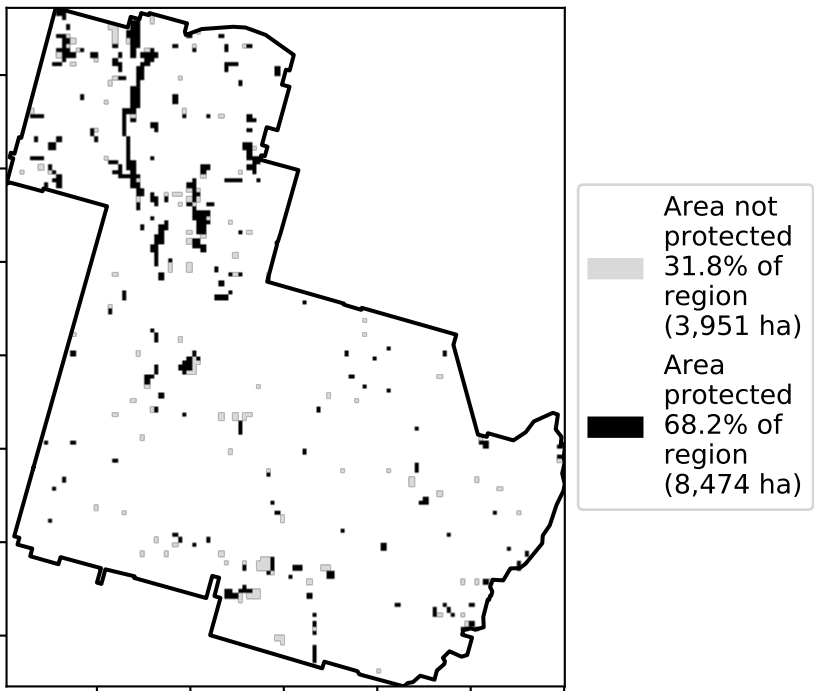 Area not
protected
31.8% of
region
(3,951 ha)
Area
protected
68.2% of
region
(8,474 ha)